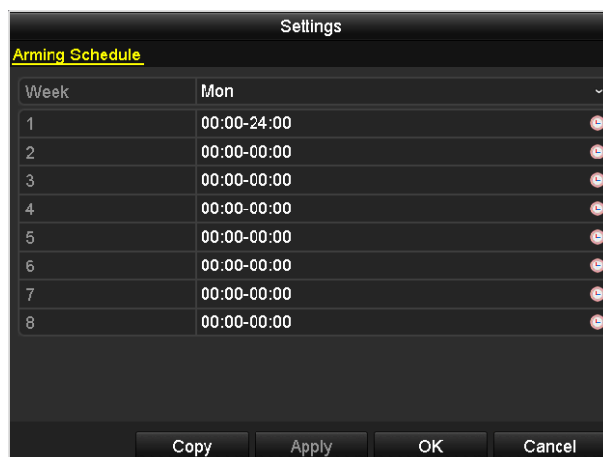 Settings
Arming Schedule
Week Mon
1 00:00-24:00
2 00:00-00:00
3 00:00-00:00
4 00:00-00:00
5 00:00-00:00
6 00:00-00:00
7 00:00-00:00
8 00:00-00:00
Copy Apply OK Cancel